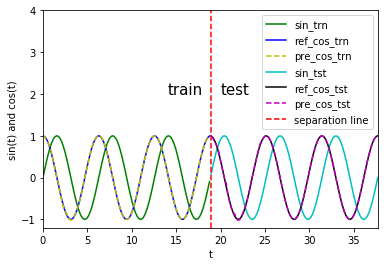 4
3
2
1
0
−1
sin(t) and cos(t)
train
test
sin_trn
ref_cos_trn
pre_cos_trn
sin_tst
ref_cos_tst
pre_cos_tst
separation line
0 5 10 15 20 25 30 35
t